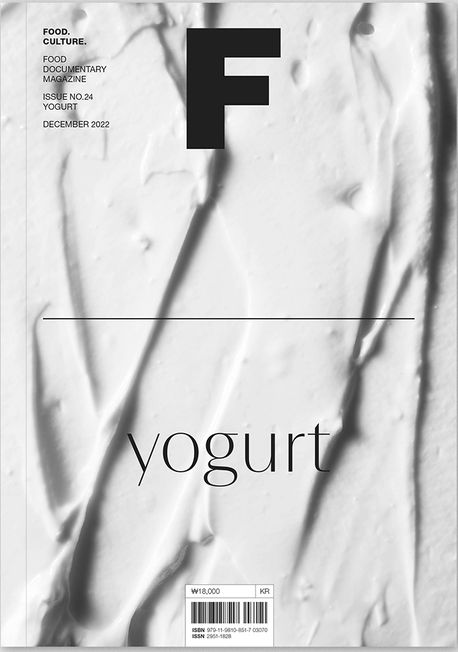 FOOD.
CULTURE.
FOOD
DOCUMENTARY
MAGAZINE
ISSUE NO.24
YOGURT
DECEMBER 2022
F
yogurt
₩18,000 KR
ISBN 979-11-9810-851-7 03070
ISSN 2951-1828